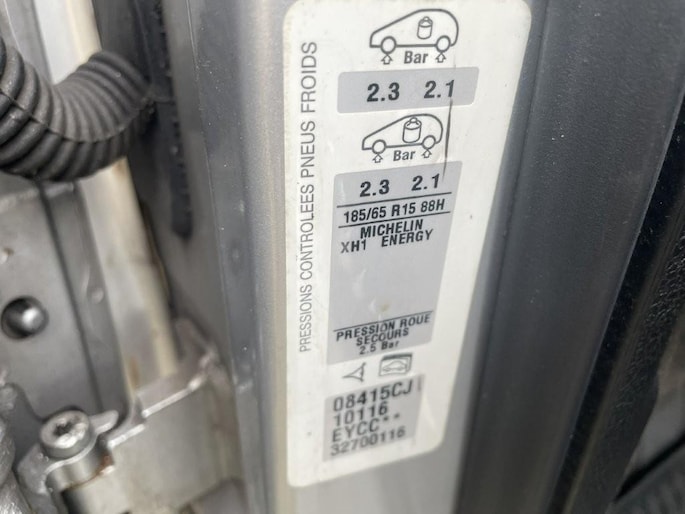 PRESSIONS CONTROLEES PNEUS FROIDS
Bar
2.3 2.1
Bar
2.3 2.1
185/65 R15 88H
MICHELIN
XH1 ENERGY
PRESSION ROUE
SECOURS
2.5 Bar
08415CJ
10116
EYCC**
32700116